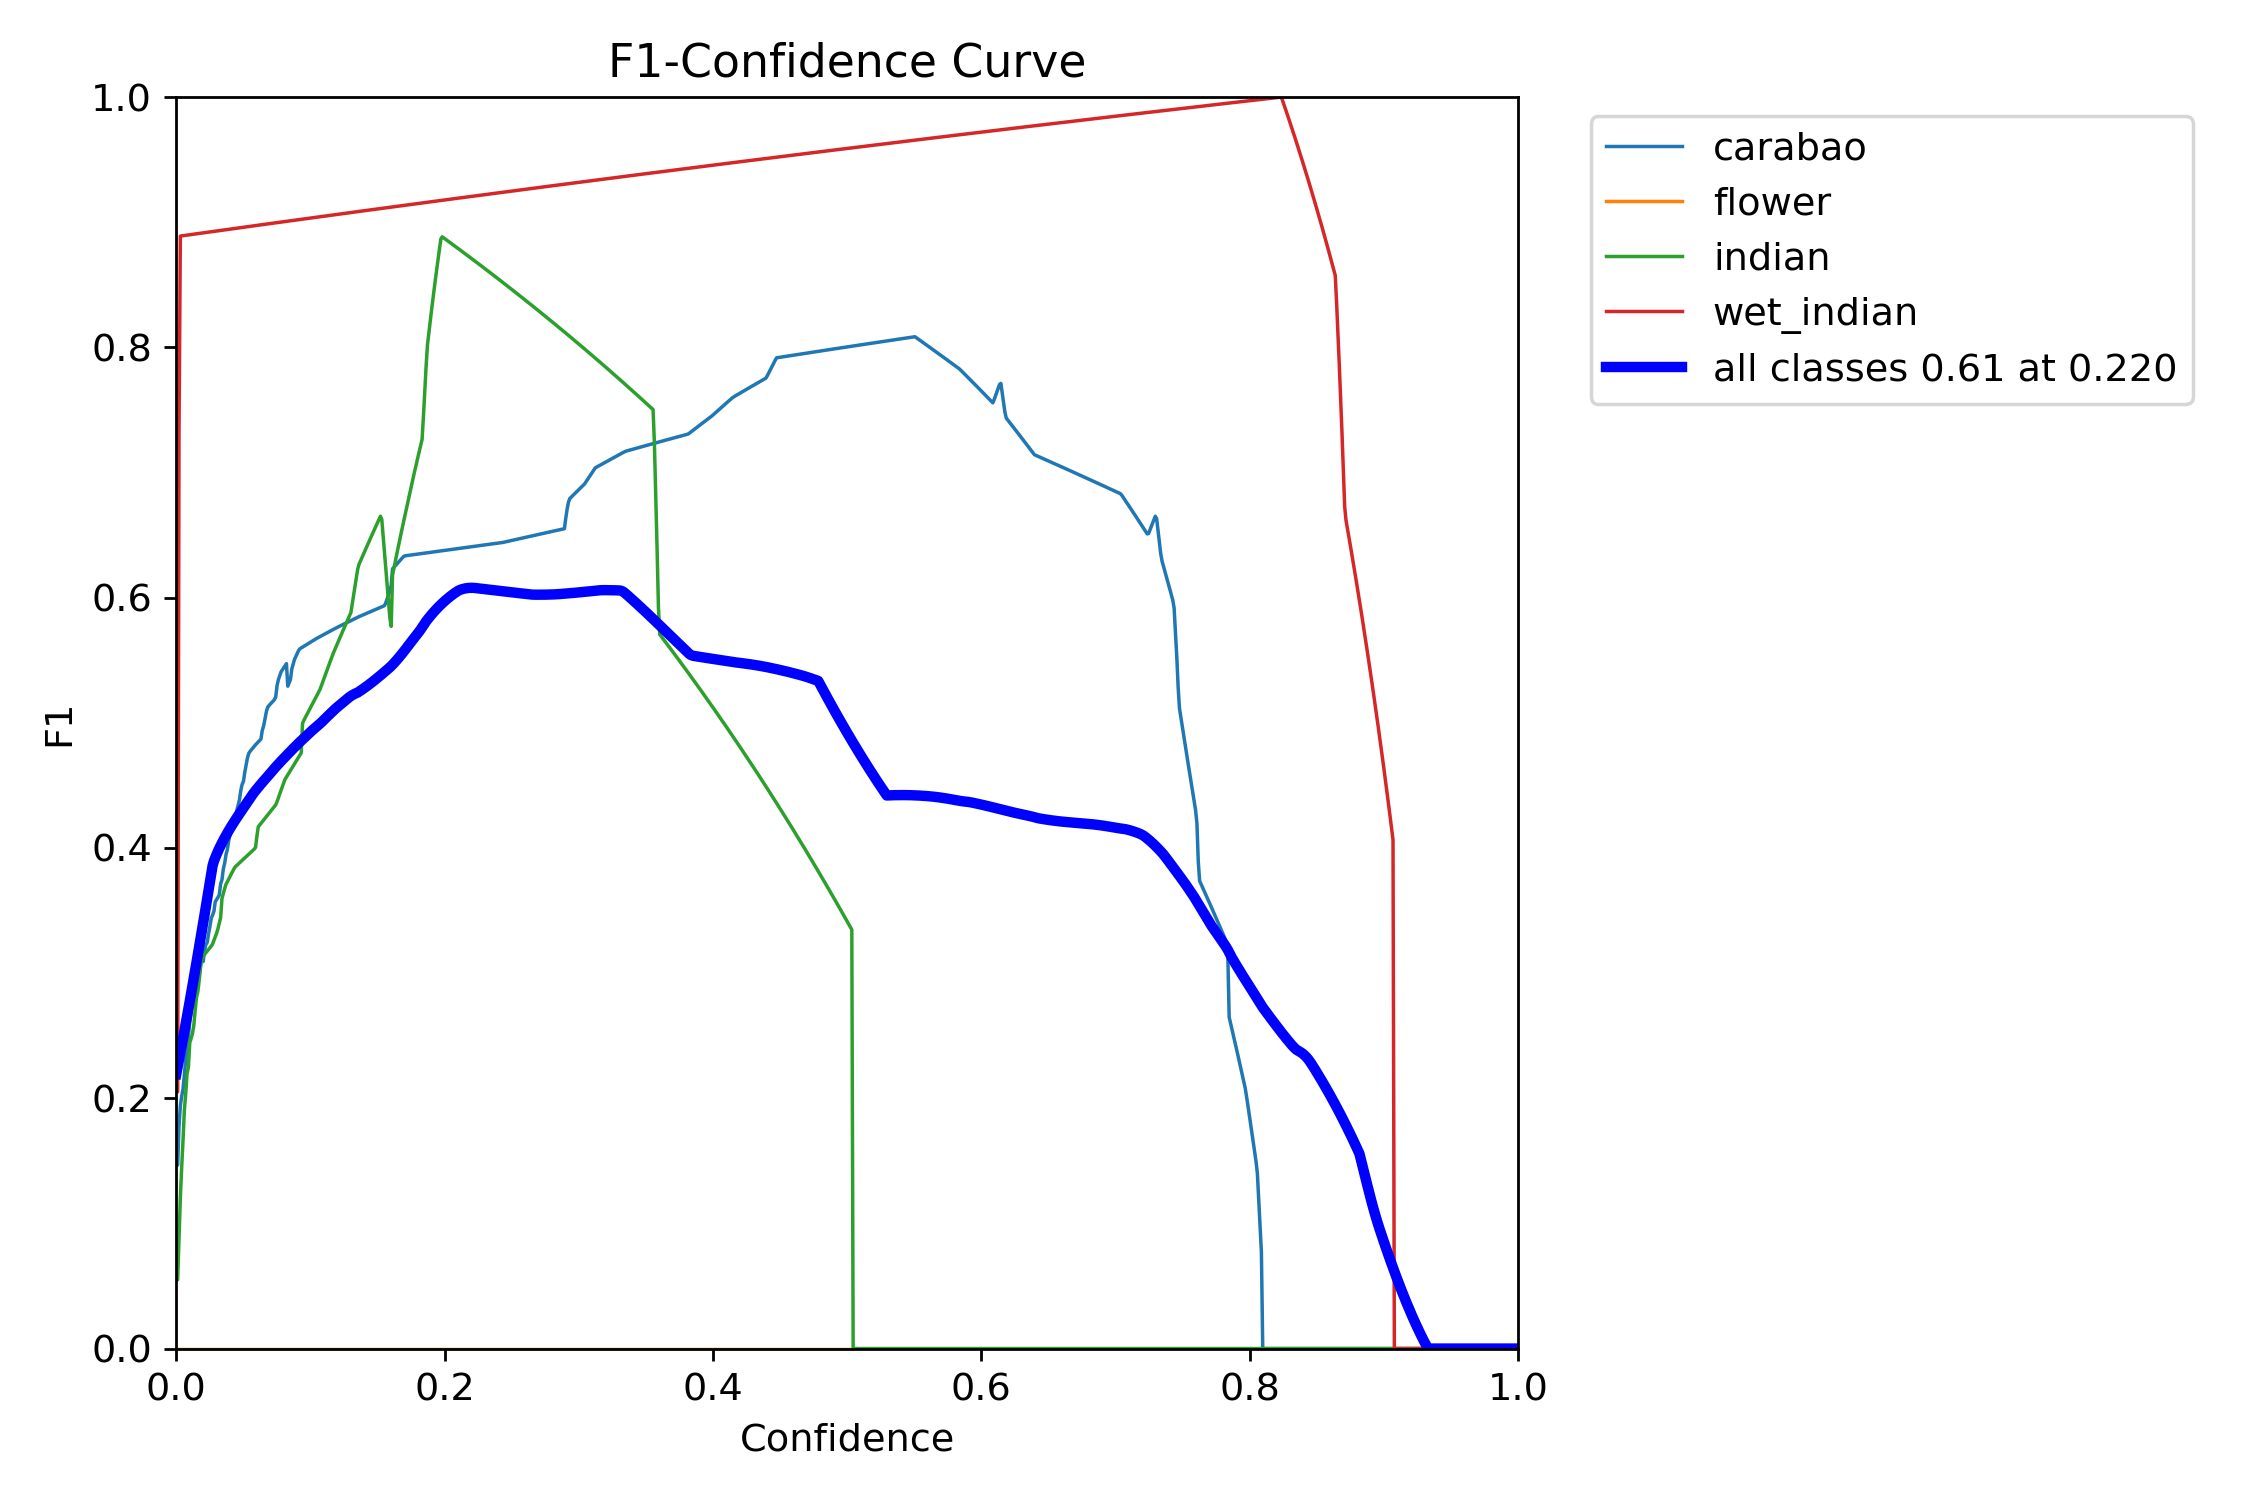 F1-Confidence Curve
1.0
0.8
0.6
0.4
0.2
0.0
F1
0.0 0.2 0.4 0.6 0.8 1.0
Confidence
carabao
flower
indian
wet_indian
all classes 0.61 at 0.220